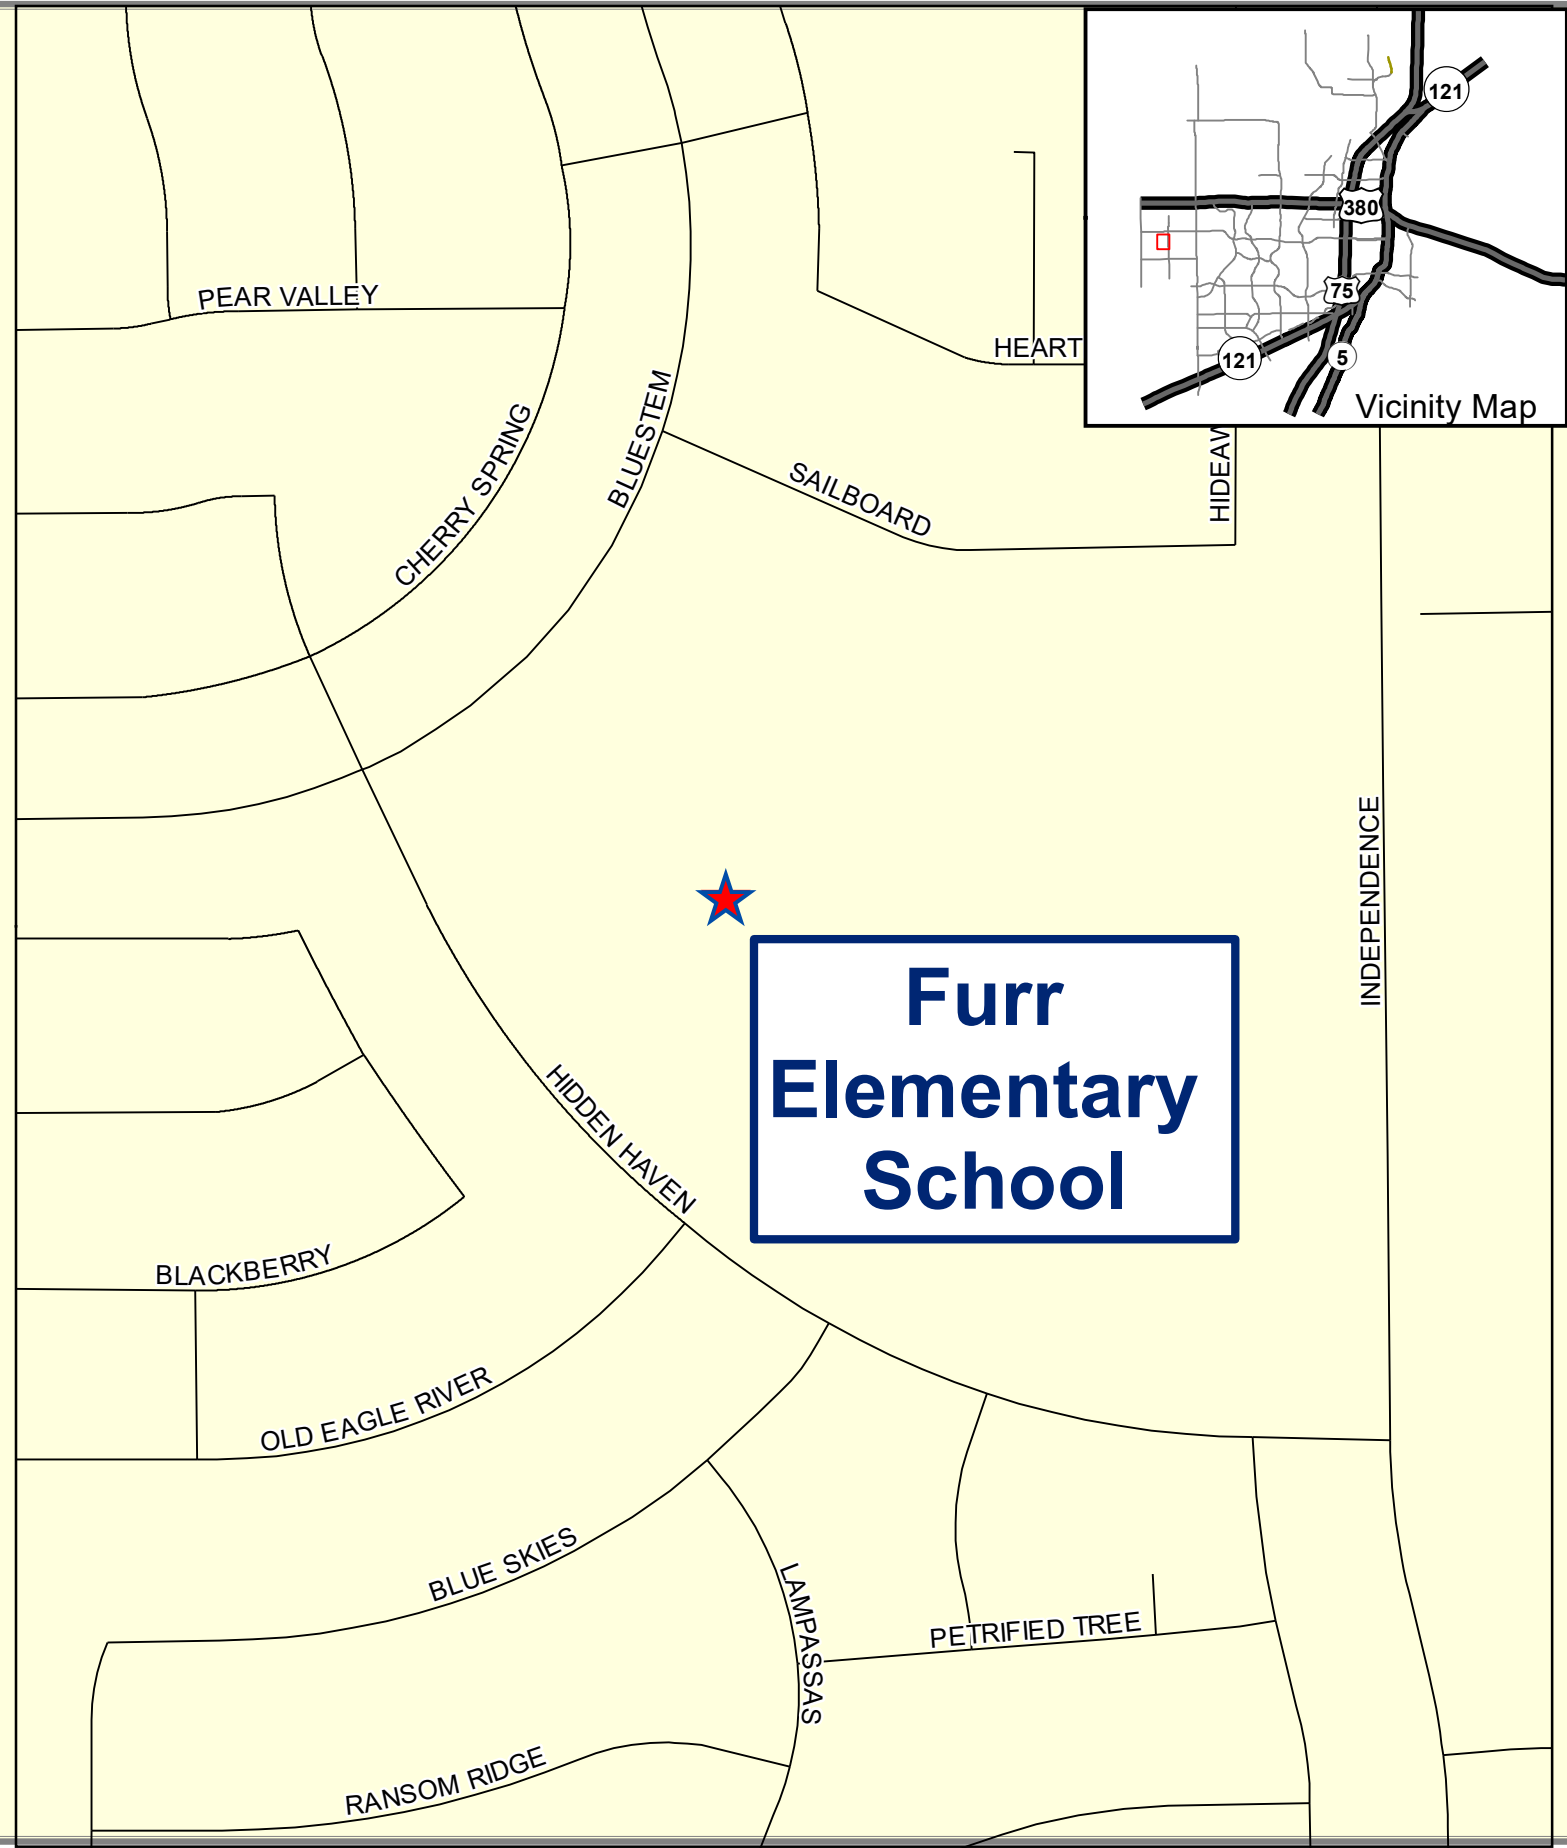 121
380
75
121
5
Vicinity Map
PEAR VALLEY
HEART
CHERRY SPRING
BLUESTEM
SAILBOARD
HIDEAW
INDEPENDENCE
Furr
Elementary
School
HIDDEN HAVEN
BLACKBERRY
OLD EAGLE RIVER
BLUE SKIES
LAMPASSAS
PETRIFIED TREE
RANSOM RIDGE